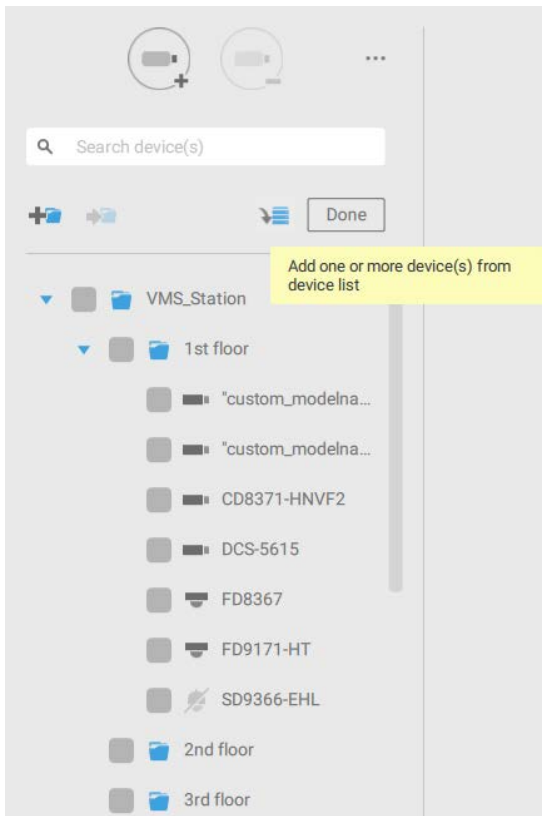 Search device(s)
Done
Add one or more device(s) from
device list
VMS_Station
1st floor
"custom_modelna...
"custom_modelna...
CD8371-HNVF2
DCS-5615
FD8367
FD9171-HT
SD9366-EHL
2nd floor
3rd floor